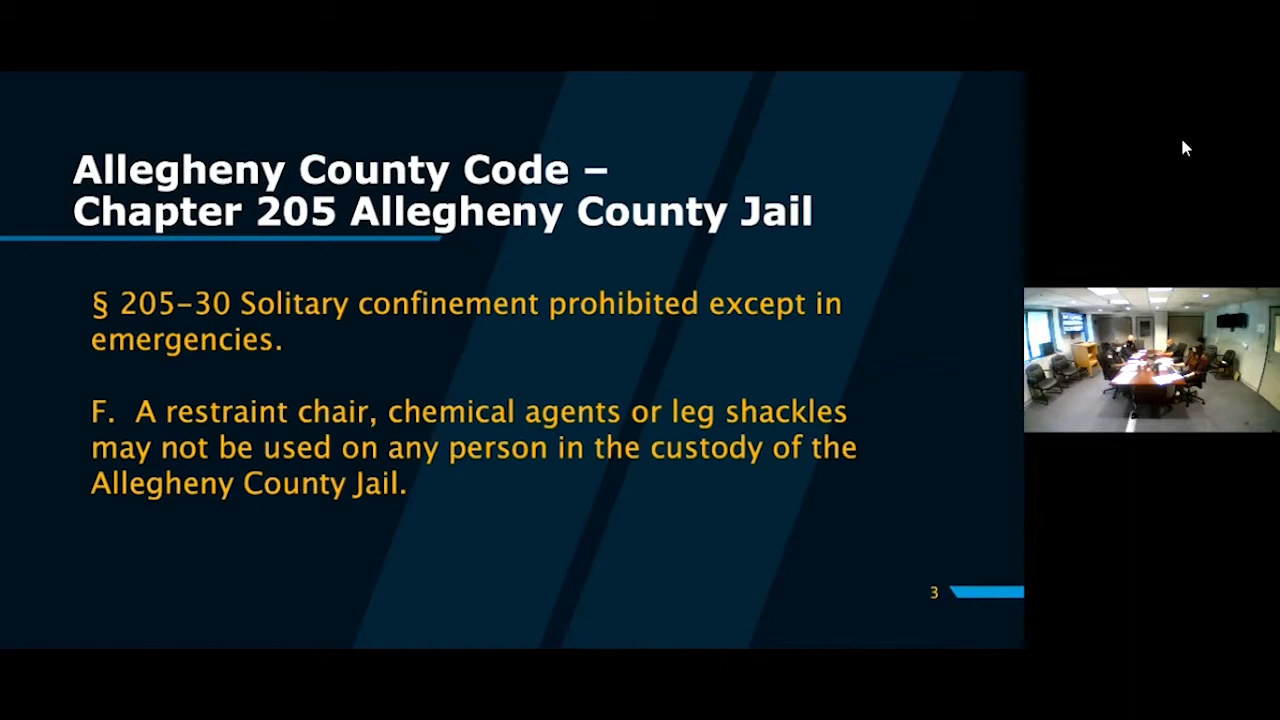 Allegheny County Code –
Chapter 205 Allegheny County Jail
§ 205-30 Solitary confinement prohibited except in
emergencies.
F. A restraint chair, chemical agents or leg shackles
may not be used on any person in the custody of the
Allegheny County Jail.
3